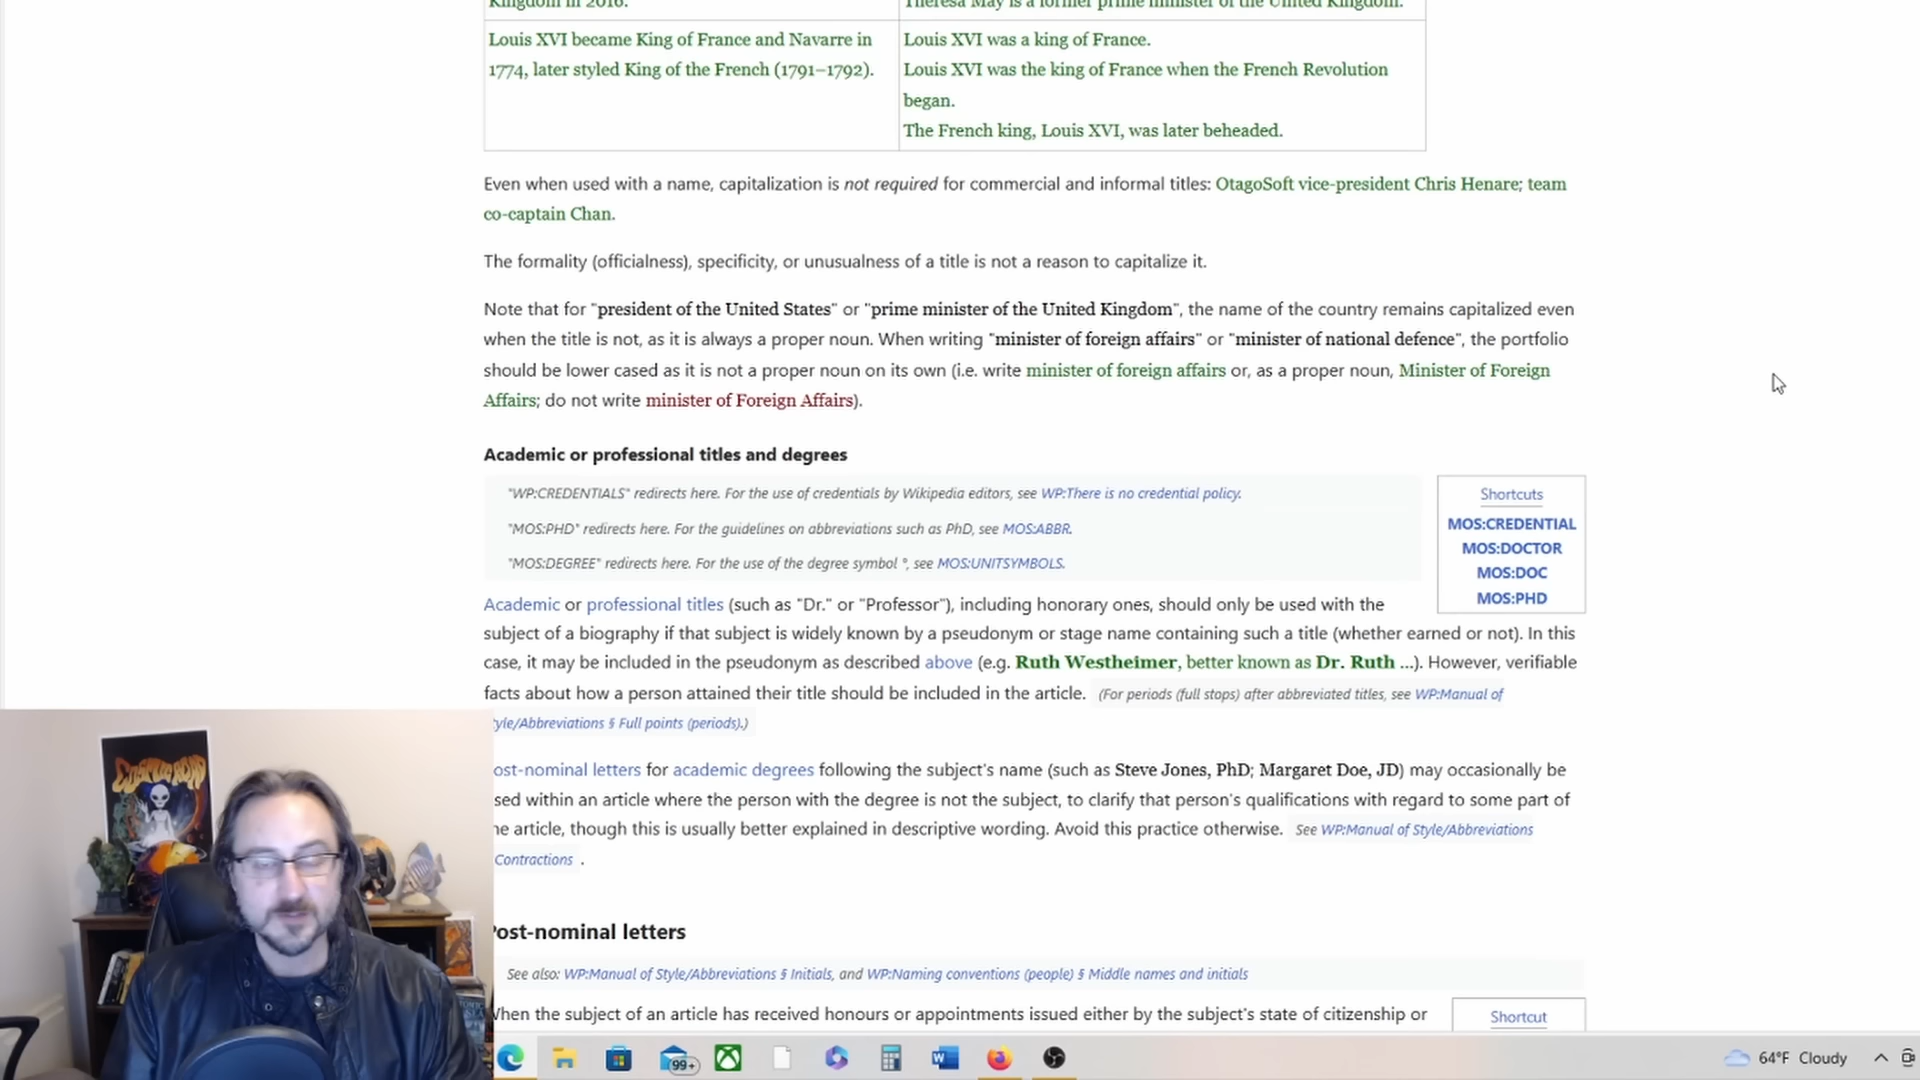 Kingdom in 2016.
Theresa May is a former prime minister of the United Kingdom.
Louis XVI became King of France and Navarre in
1774, later styled King of the French (1791–1792).
Louis XVI was a king of France.
Louis XVI was the king of France when the French Revolution
began.
The French king, Louis XVI, was later beheaded.
Even when used with a name, capitalization is not required for commercial and informal titles: OtagoSoft vice-president Chris Henare; team
co-captain Chan.
The formality (officialness), specificity, or unusualness of a title is not a reason to capitalize it.
Note that for "president of the United States" or "prime minister of the United Kingdom", the name of the country remains capitalized even
when the title is not, as it is always a proper noun. When writing "minister of foreign affairs" or "minister of national defence", the portfolio
should be lower cased as it is not a proper noun on its own (i.e. write minister of foreign affairs or, as a proper noun, Minister of Foreign
Affairs; do not write minister of Foreign Affairs).
Academic or professional titles and degrees
"WP:CREDENTIALS" redirects here. For the use of credentials by Wikipedia editors, see WP:There is no credential policy.
"MOS:PHD" redirects here. For the guidelines on abbreviations such as PhD, see MOS:ABBR.
"MOS:DEGREE" redirects here. For the use of the degree symbol °, see MOS:UNITSYMBOLS.
Shortcuts
MOS:CREDENTIAL
MOS:DOCTOR
MOS:DOC
MOS:PHD
Academic or professional titles (such as "Dr." or "Professor"), including honorary ones, should only be used with the
subject of a biography if that subject is widely known by a pseudonym or stage name containing such a title (whether earned or not). In this
case, it may be included in the pseudonym as described above (e.g. Ruth Westheimer, better known as Dr. Ruth ...). However, verifiable
facts about how a person attained their title should be included in the article. (For periods (full stops) after abbreviated titles, see WP:Manual of
tyle/Abbreviations § Full points (periods).)
ost-nominal letters for academic degrees following the subject's name (such as Steve Jones, PhD; Margaret Doe, JD) may occasionally be
sed within an article where the person with the degree is not the subject, to clarify that person's qualifications with regard to some part of
he article, though this is usually better explained in descriptive wording. Avoid this practice otherwise. See WP:Manual of Style/Abbreviations
Contractions .
Post-nominal letters
See also: WP:Manual of Style/Abbreviations § Initials, and WP:Naming conventions (people) § Middle names and initials
When the subject of an article has received honours or appointments issued either by the subject's state of citizenship or
Shortcut
99+
64°F Cloudy